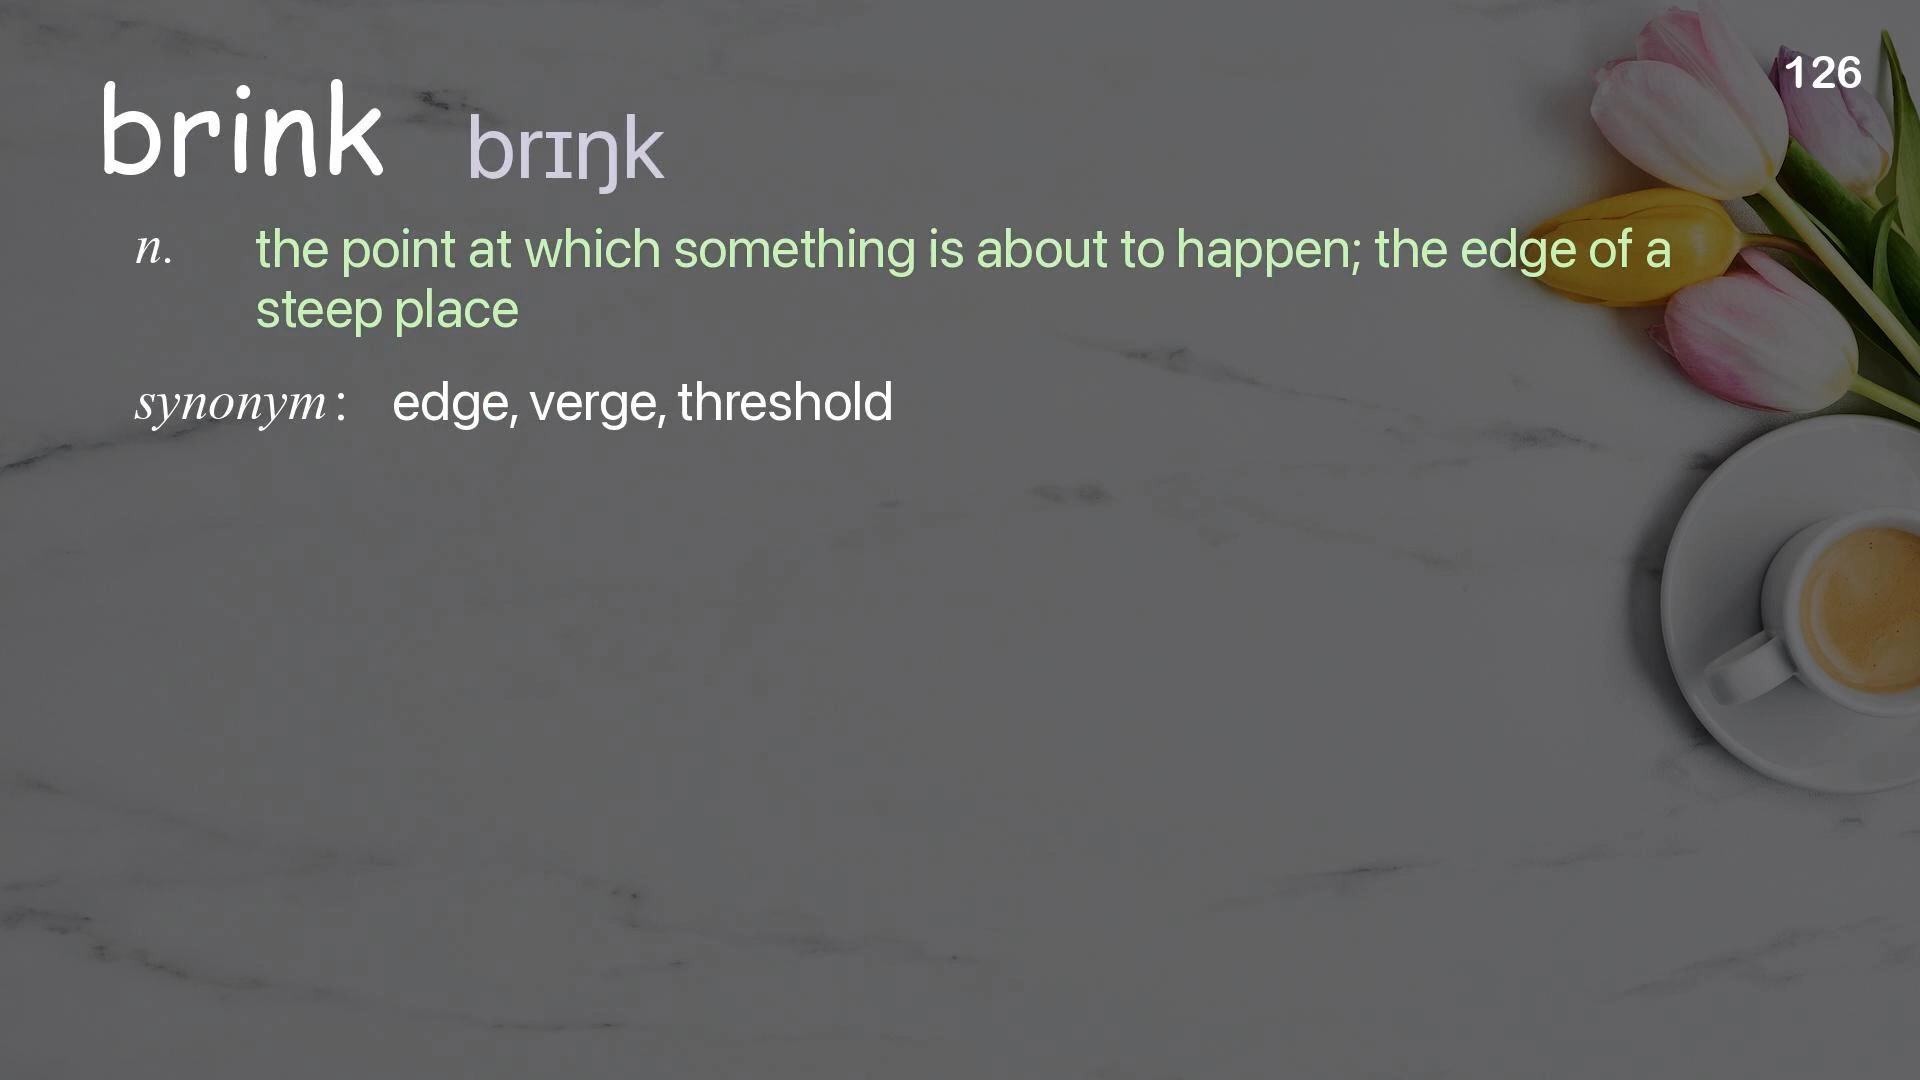 126
brink brɪŋk
n. the point at which something is about to happen; the edge of a
steep place
synonym : edge, verge, threshold